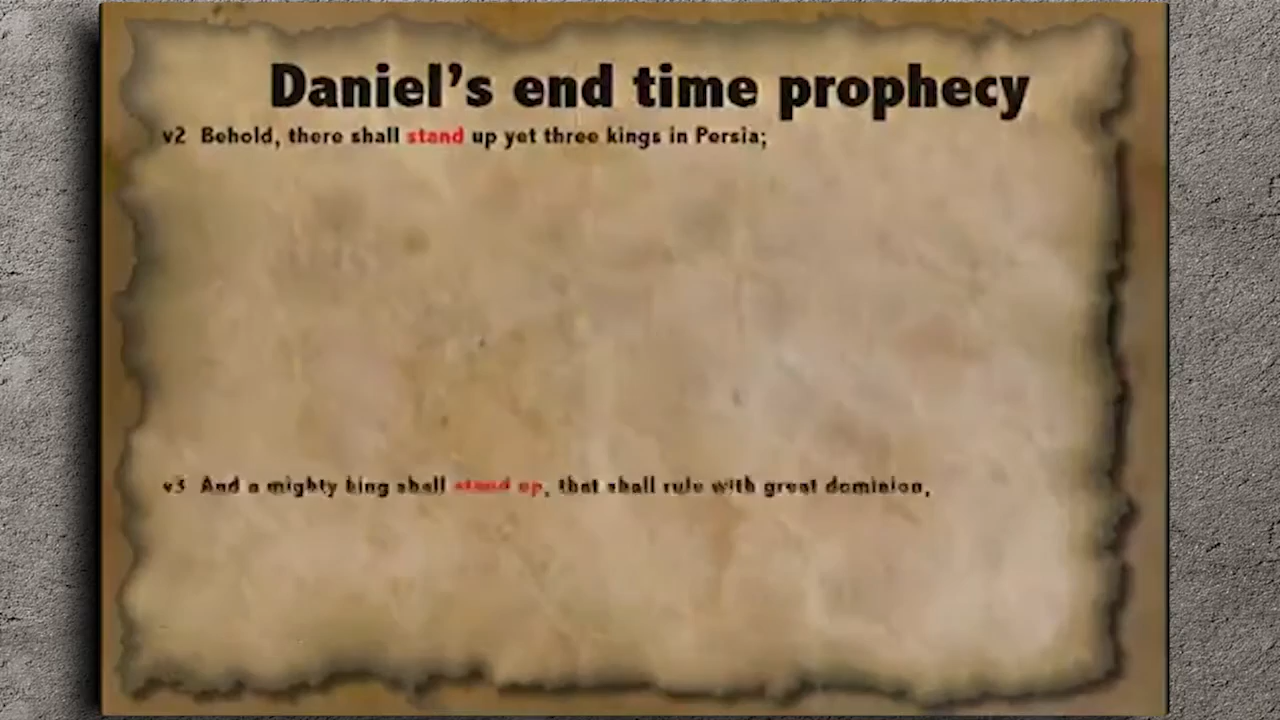 Daniel's end time prophecy
v2 Behold, there shall stand up yet three kings in Persia;
v3 And a mighty king shall stand up, that shall rule with great dominion,